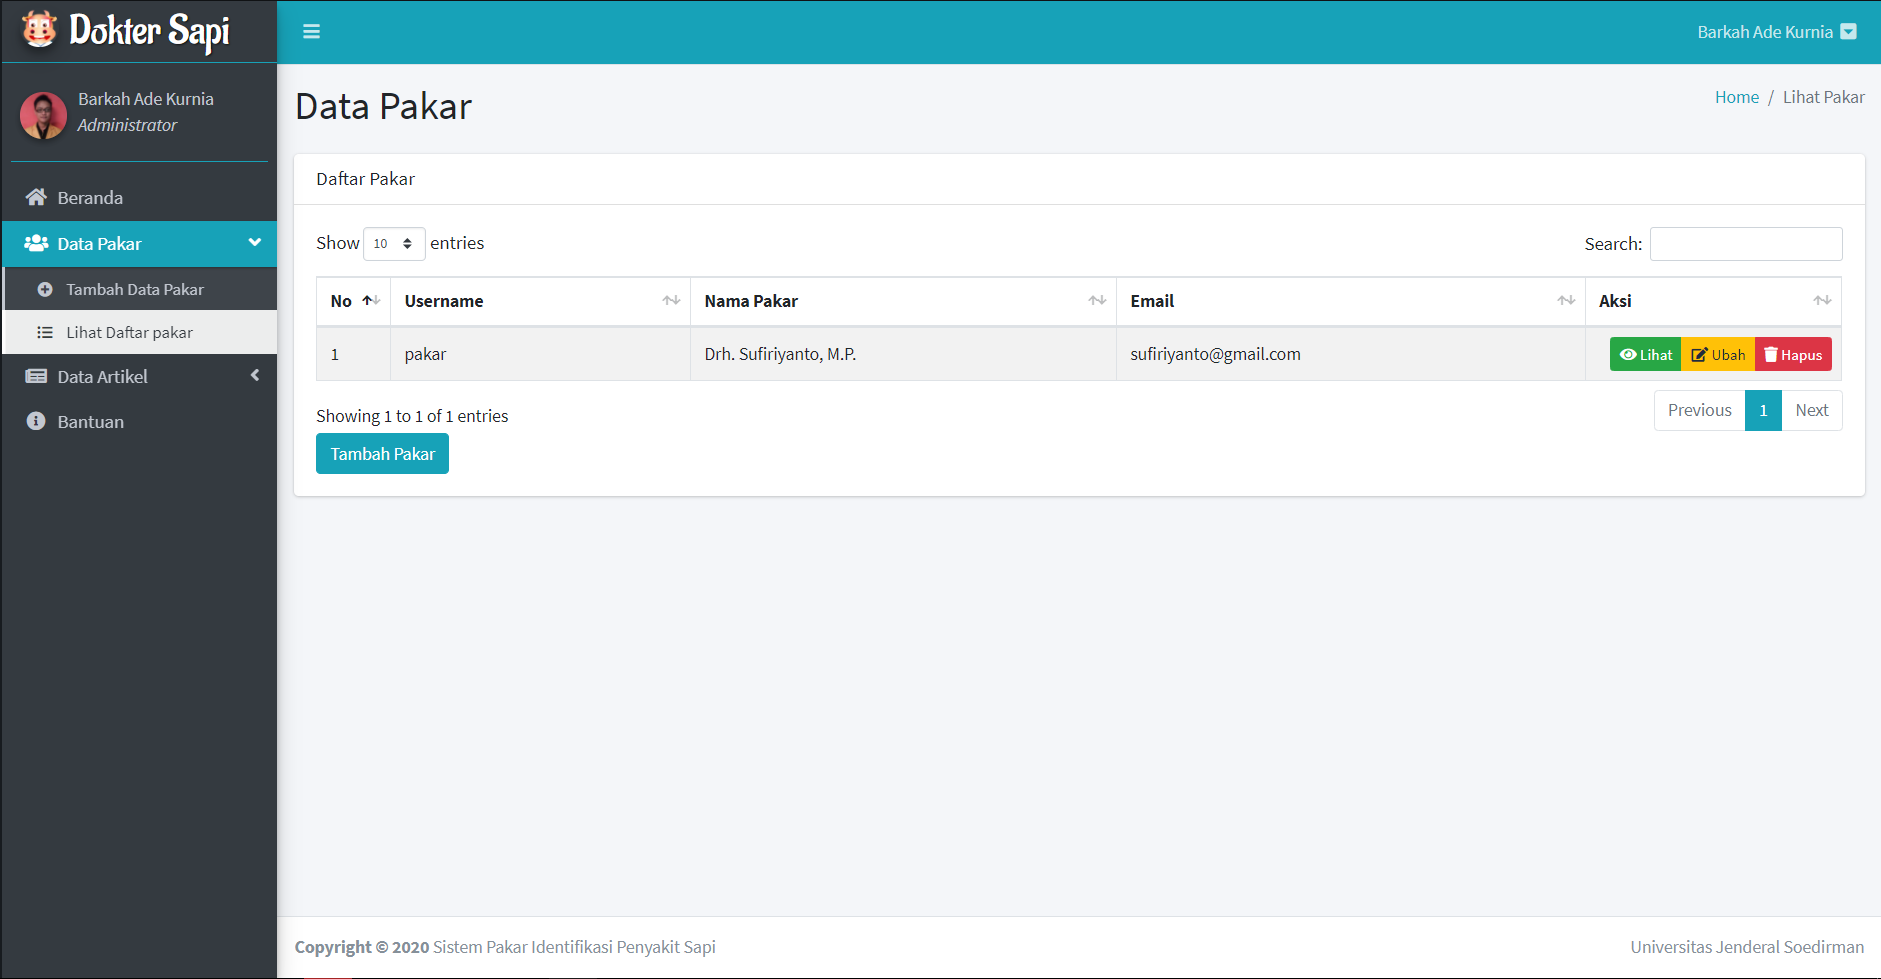 Dokter Sapi
Barkah Ade Kurnia
Barkah Ade Kurnia
Administrator
Beranda
Data Pakar
Tambah Data Pakar
Lihat Daftar pakar
Data Artikel
Bantuan
Data Pakar
Home / Lihat Pakar
Daftar Pakar
Show 10 entries
Search:
No Username Nama Pakar Email Aksi
1 pakar Drh. Sufiriyanto, M.P. sufiriyanto@gmail.com Lihat Ubah Hapus
Showing 1 to 1 of 1 entries
Previous 1 Next
Tambah Pakar
Copyright © 2020 Sistem Pakar Identifikasi Penyakit Sapi
Universitas Jenderal Soedirman